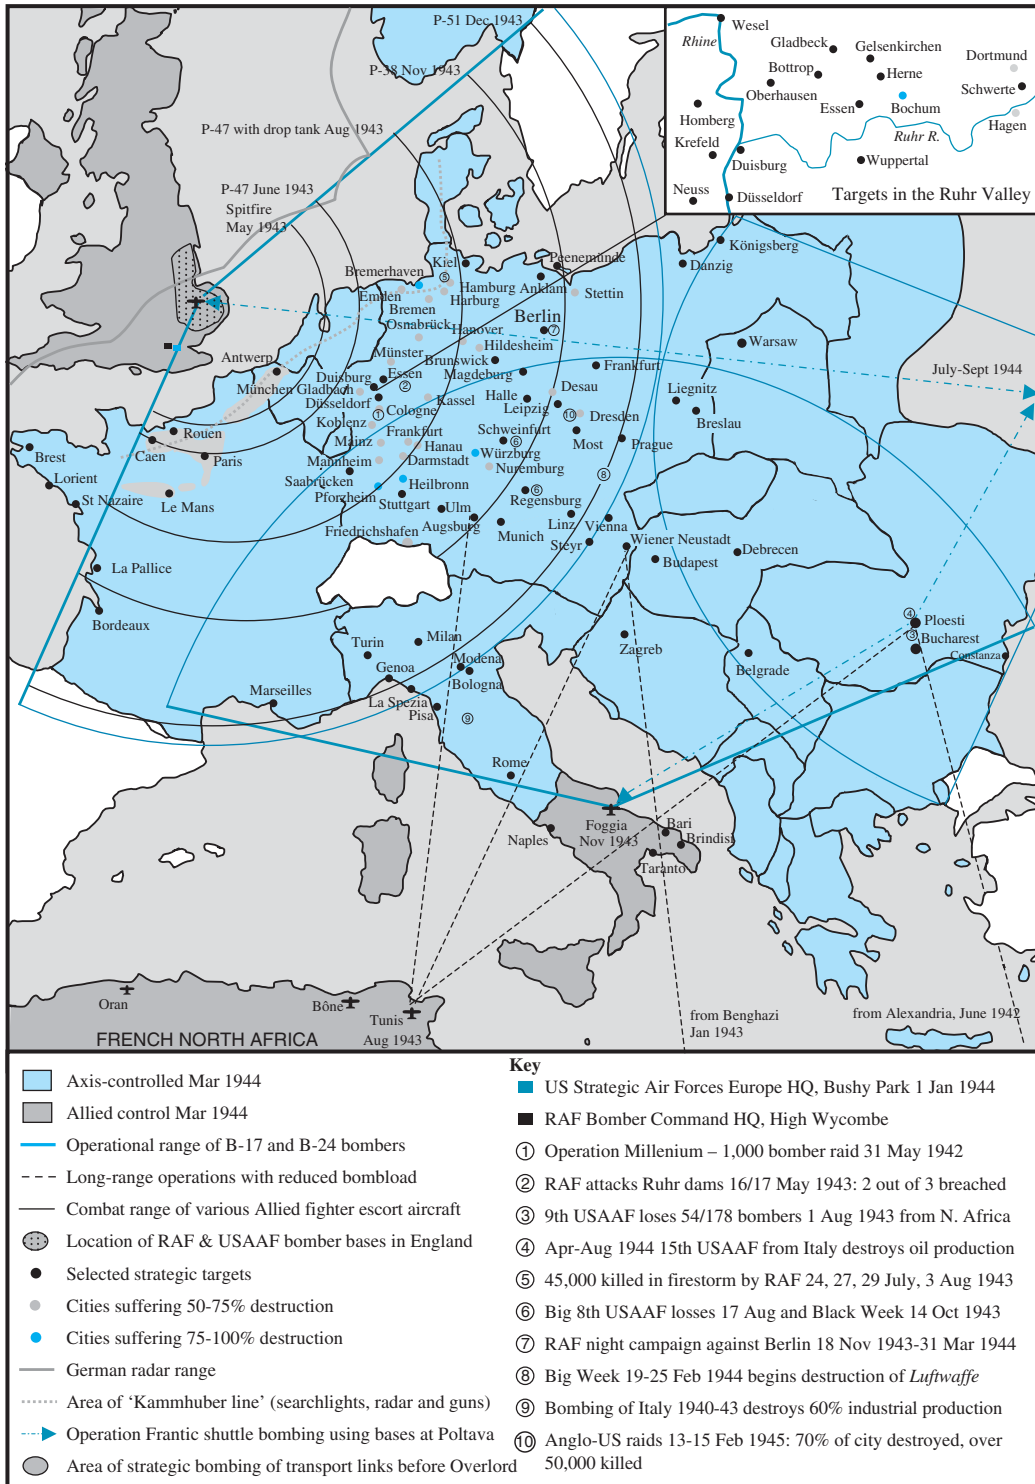 P-51 Dec 1943
P-38 Nov 1943
P-47 with drop tank Aug 1943
P-47 June 1943
Spitfire
May 1943
Wesel
Rhine
Gladbeck
Gelsenkirchen
Dortmund
Bottrop
Herne
Oberhausen
Schwerte
Essen
Bochum
Homberg
Hagen
Krefeld
Ruhr R.
Duisburg
Wuppertal
Neuss
Düsseldorf
Targets in the Ruhr Valley
Königsberg
Kiel
Peenemünde
Danzig
Bremerhaven
5
Hamburg
Anklam
Emden
Harburg
Stettin
Bremen
Osnabrück
Berlin
Hanover
7
Hildesheim
Warsaw
Antwerp
Münster
Brunswick
Frankfurt
July-Sept 1944
München
Gladbach
Duisburg
Essen
2
Magdeburg
Liegnitz
Düsseldorf
Kassel
Halle
Desau
1
Cologne
Leipzig
10
Dresden
Breslau
Koblenz
Rouen
Frankfurt
Schweinfurt
Brest
Caen
Mainz
Hanau
6
Most
Prague
Paris
Mannheim
Darmstadt
Würzburg
Nuremburg
8
Lorient
Saabrücken
Heilbronn
6
St Nazaire
Pforzheim
Regensburg
Le Mans
Stuttgart
Ulm
Augsburg
Linz
Vienna
Friedrichshafen
Munich
Steyr
Wiener Neustadt
Debrecen
Budapest
La Pallice
Bordeaux
4
Ploesti
3
Bucharest
Turin
Milan
Zagreb
Constanza
Genoa
Modena
Belgrade
Bologna
Marseilles
La Spezia
Pisa
9
Rome
Foggia
Nov 1943
Bari
Naples
Brindisi
Taranto
Oran
Bône
Tunis
Aug 1943
from Benghazi
Jan 1943
from Alexandria, June 1942
FRENCH NORTH AFRICA
Key
Axis-controlled Mar 1944
Allied control Mar 1944
Operational range of B-17 and B-24 bombers
Long-range operations with reduced bombload
Combat range of various Allied fighter escort aircraft
Location of RAF & USAAF bomber bases in England
Selected strategic targets
Cities suffering 50-75% destruction
Cities suffering 75-100% destruction
German radar range
Area of ‘Kammhuber line’ (searchlights, radar and guns)
Operation Frantic shuttle bombing using bases at Poltava
Area of strategic bombing of transport links before Overlord
US Strategic Air Forces Europe HQ, Bushy Park 1 Jan 1944
RAF Bomber Command HQ, High Wycombe
1 Operation Millenium – 1,000 bomber raid 31 May 1942
2 RAF attacks Ruhr dams 16/17 May 1943: 2 out of 3 breached
3 9th USAAF loses 54/178 bombers 1 Aug 1943 from N. Africa
4 Apr-Aug 1944 15th USAAF from Italy destroys oil production
5 45,000 killed in firestorm by RAF 24, 27, 29 July, 3 Aug 1943
6 Big 8th USAAF losses 17 Aug and Black Week 14 Oct 1943
7 RAF night campaign against Berlin 18 Nov 1943-31 Mar 1944
8 Big Week 19-25 Feb 1944 begins destruction of Luftwaffe
9 Bombing of Italy 1940-43 destroys 60% industrial production
10 Anglo-US raids 13-15 Feb 1945: 70% of city destroyed, over
50,000 killed